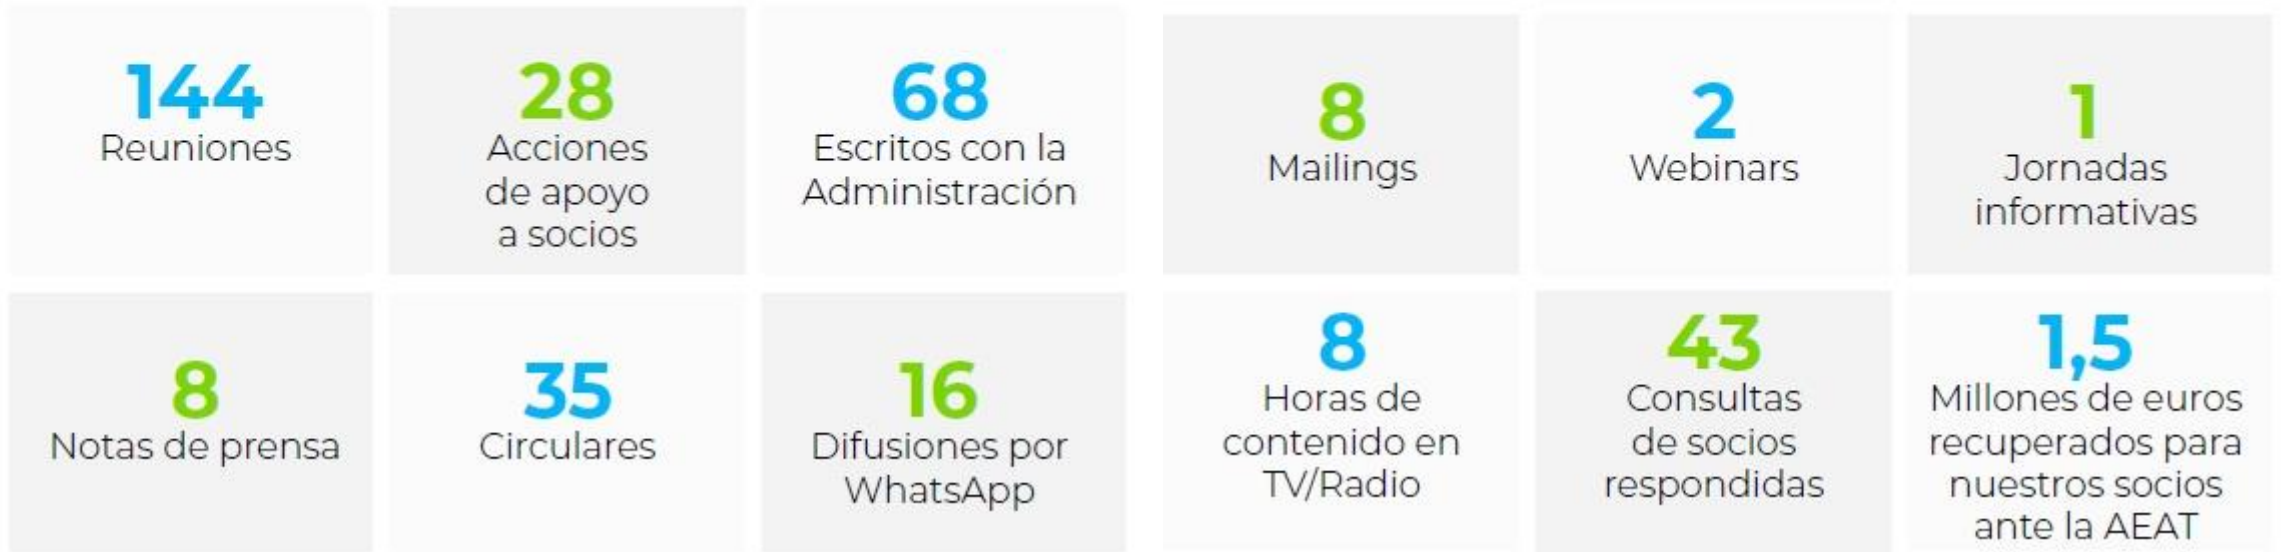 144
Reuniones
28
Acciones
de apoyo
a socios
68
Escritos con la
Administración
8
Mailings
2
Webinars
1
Jornadas
informativas
8
Notas de prensa
35
Circulares
16
Difusiones por
WhatsApp
8
Horas de
contenido en
TV/Radio
43
Consultas
de socios
respondidas
1,5
Millones de euros
recuperados para
nuestros socios
ante la AEAT